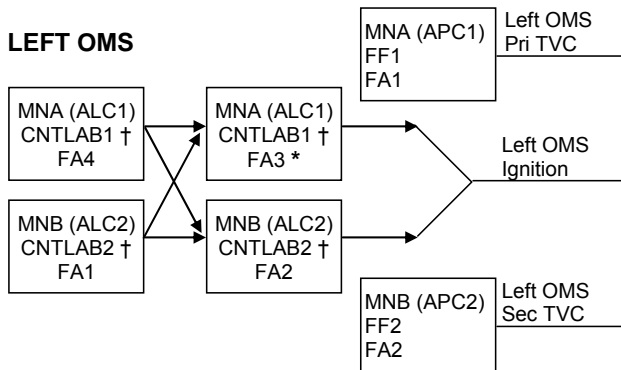 LEFT OMS
MNA (APC1)
FF1
FA1
Left OMS
Pri TVC
MNA (ALC1)
CNTLAB1 †
FA4
MNA (ALC1)
CNTLAB1 †
FA3 *
Left OMS
Ignition
MNB (ALC2)
CNTLAB2 †
FA1
MNB (ALC2)
CNTLAB2 †
FA2
MNB (APC2)
FF2
FA2
Left OMS
Sec TVC